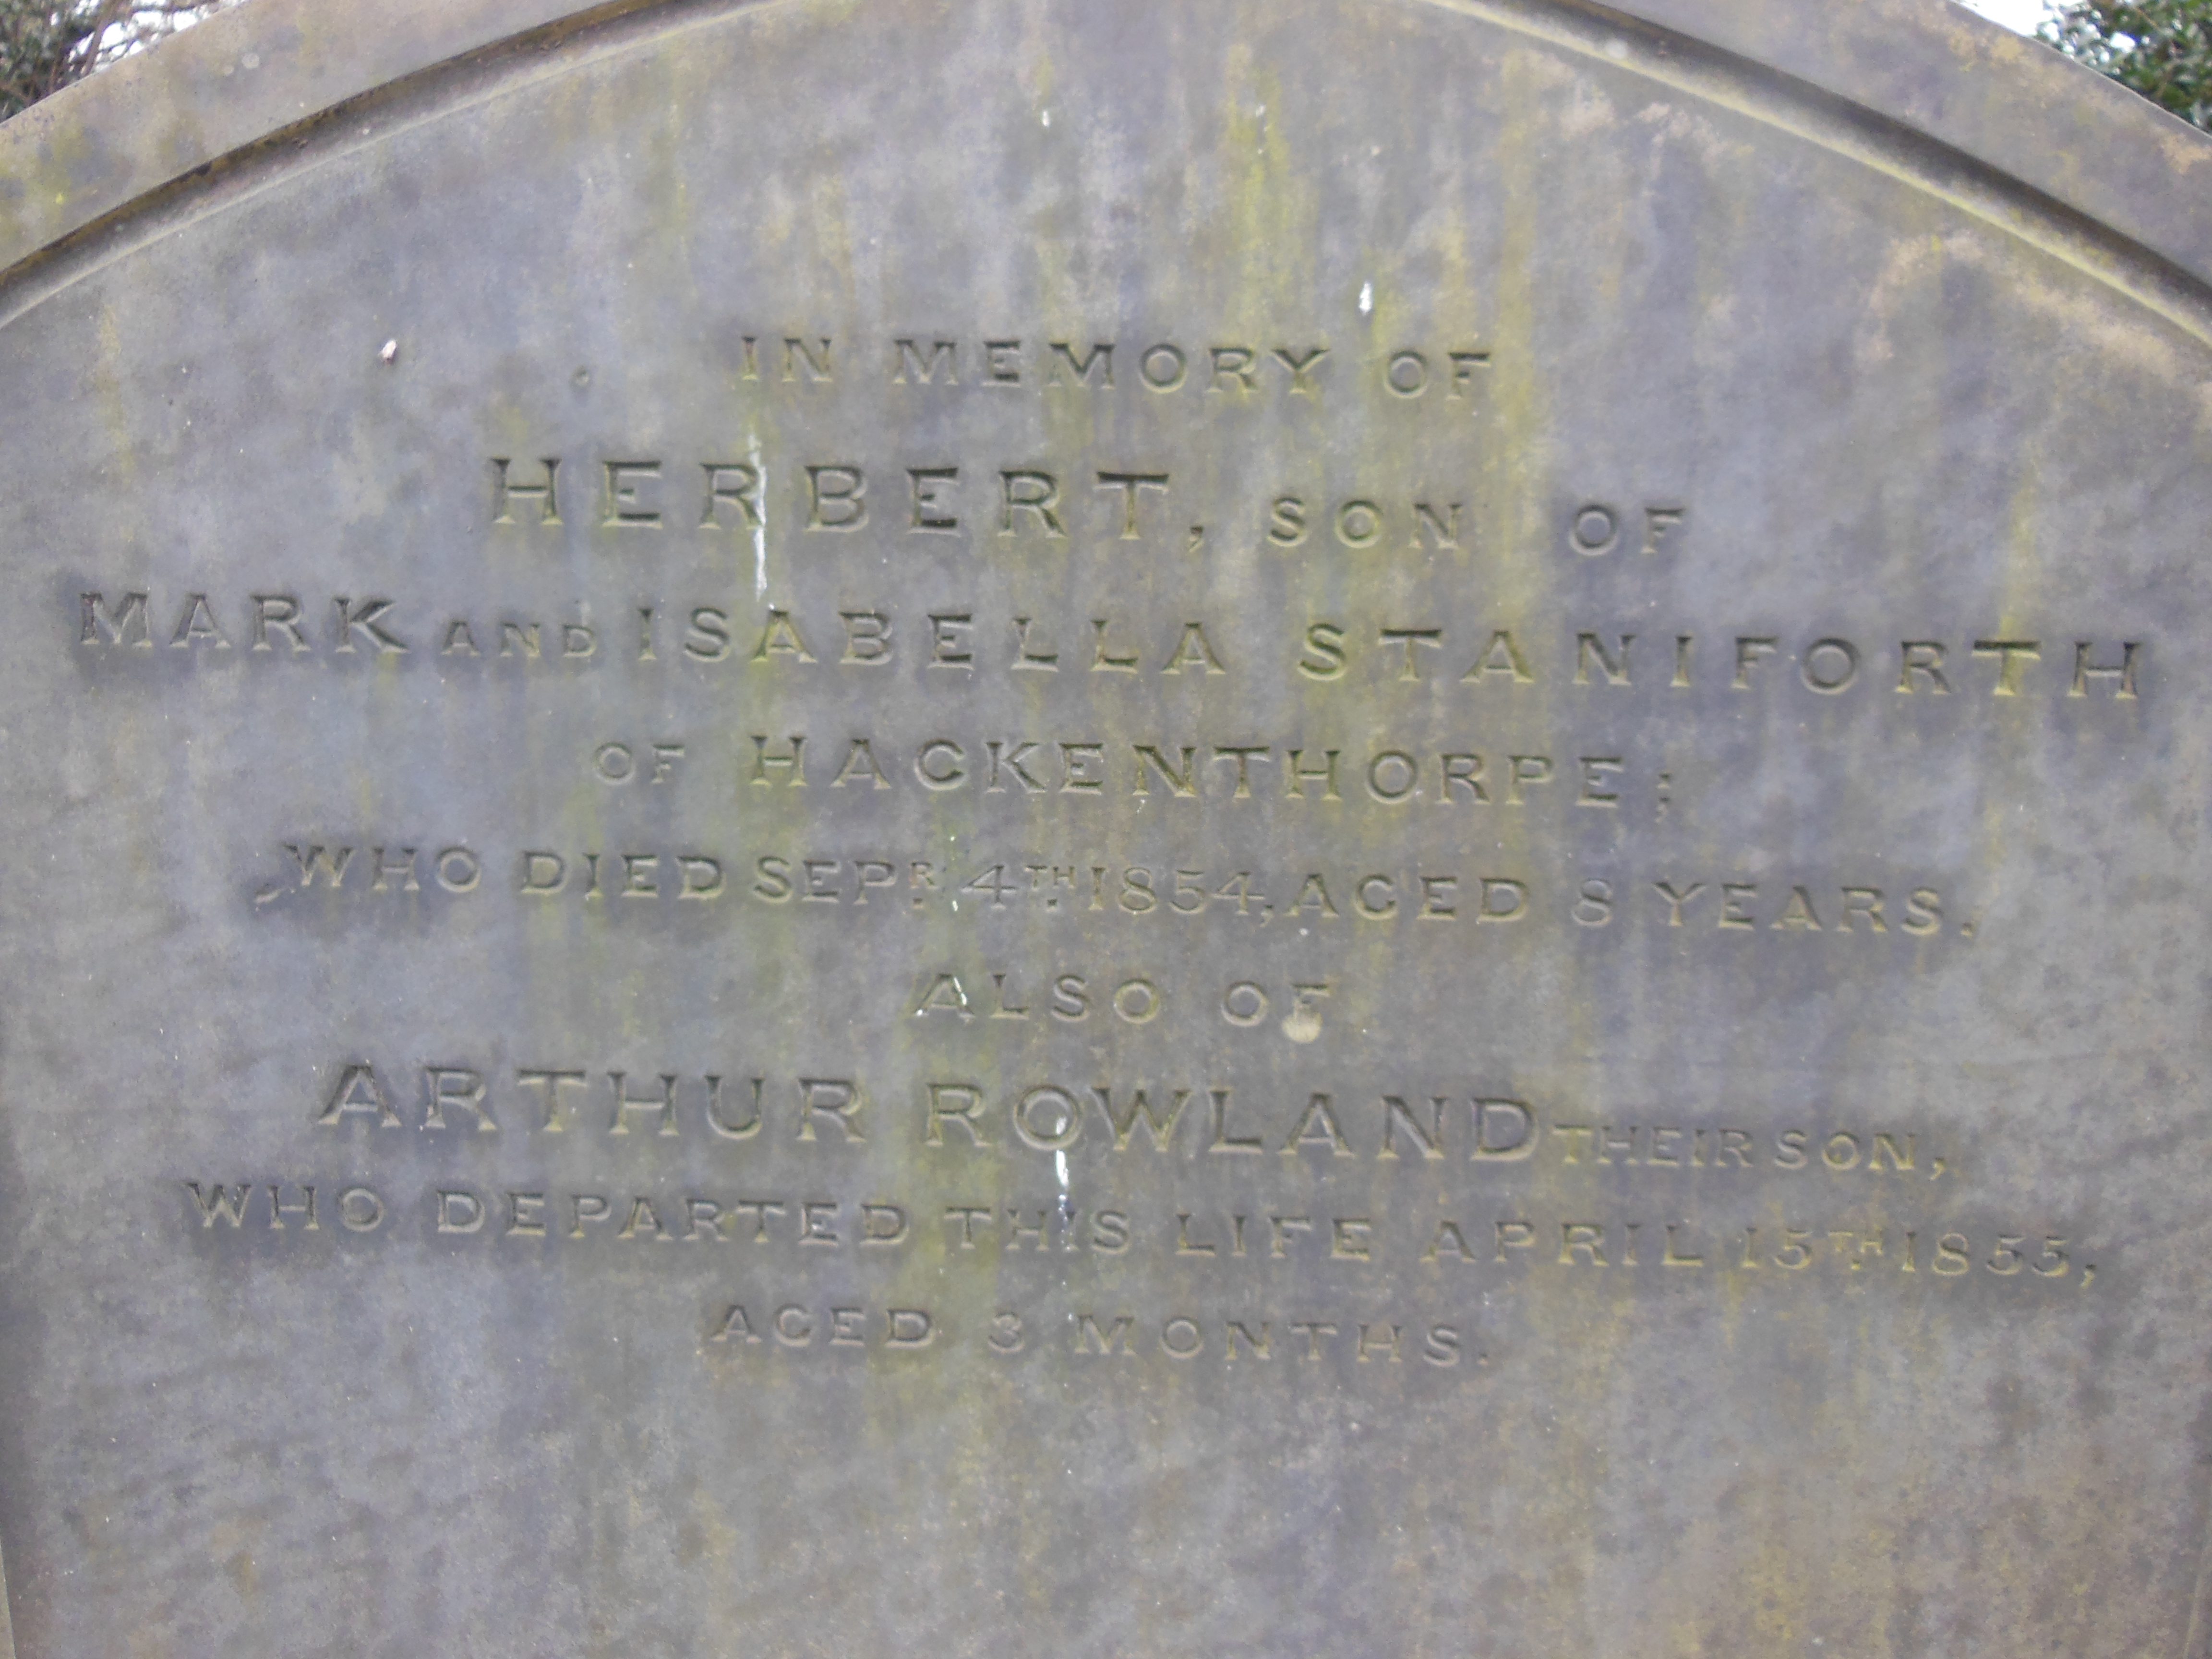 IN MEMORY OF
HERBERT, SON OF
MARK AND ISABELLA STANIFORTH
OF HACKENTHORPE;
WHO DIED SEPR. 4TH. 1854, AGED 8 YEARS.
ALSO OF
ARTHUR ROWLAND THEIR SON,
WHO DEPARTED THIS LIFE APRIL 15TH. 1855,
AGED 3 MONTHS.